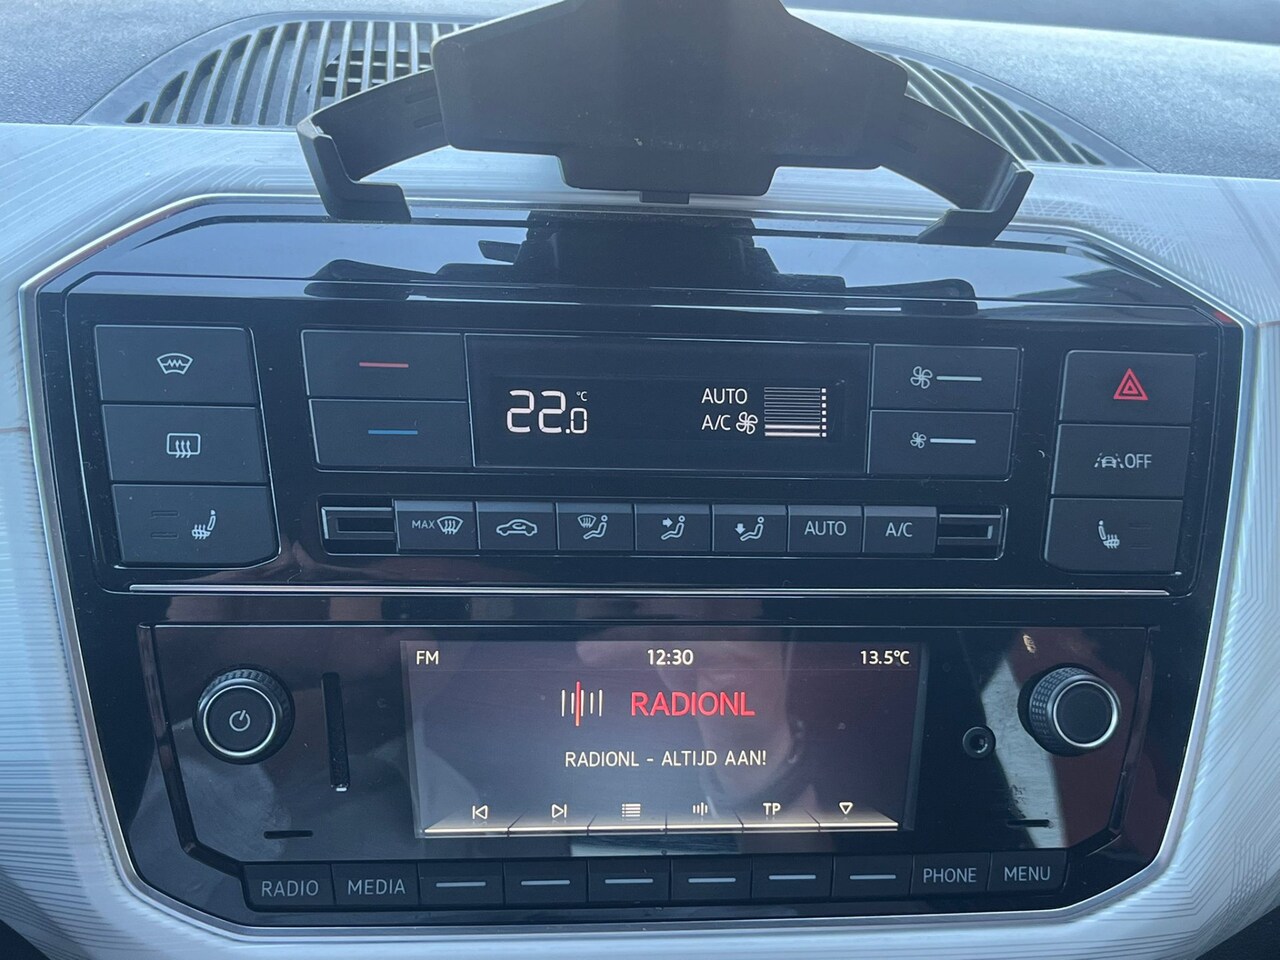 22.0 °C
AUTO
A/C
OFF
MAX
AUTO
A/C
FM 12:30 13.5°C
RADIONL
RADIONL - ALTIJD AAN!
TP
RADIO MEDIA PHONE MENU